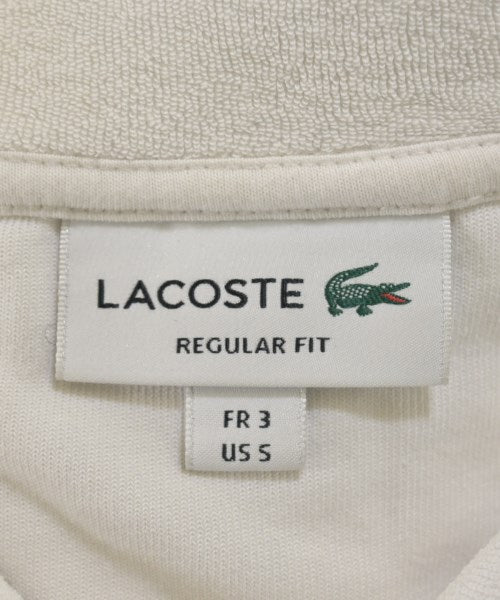 LACOSTE
REGULAR FIT
FR 3
US S